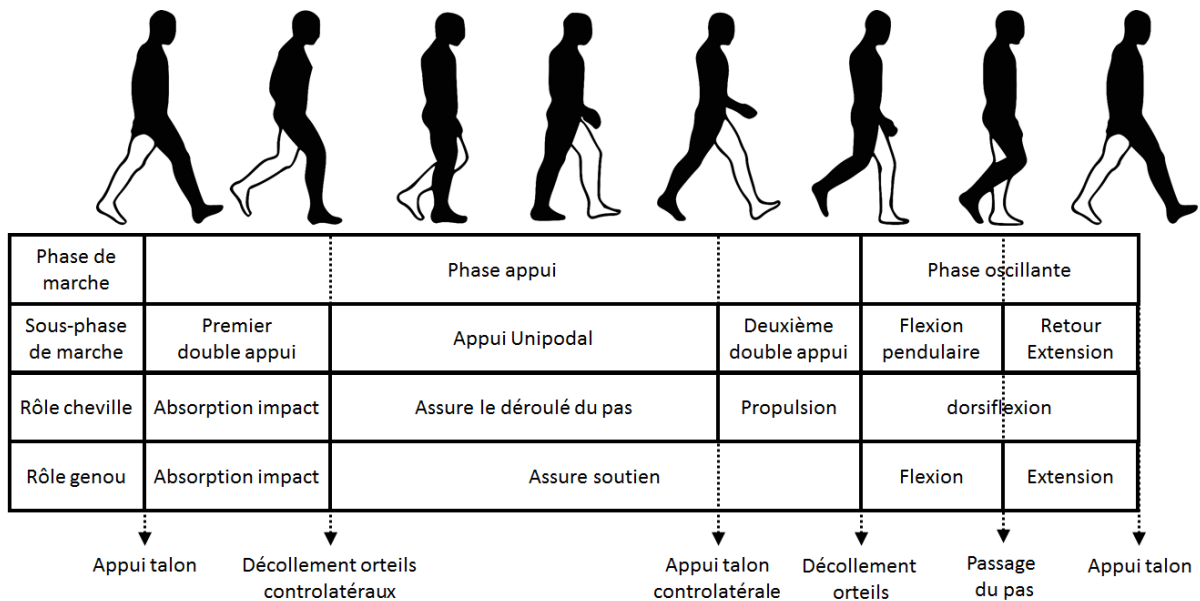 Phase de
marche
Phase appui
Phase oscillante
Sous-phase
de marche
Premier
double appui
Appui Unipodal
Deuxième
double appui
Flexion
pendulaire
Retour
Extension
Rôle cheville
Absorption impact
Assure le déroulé du pas
Propulsion
dorsiflexion
Rôle genou
Absorption impact
Assure soutien
Flexion
Extension
Appui talon
Décollement orteils
controlatéraux
Appui talon
controlatérale
Décollement
orteils
Passage
du pas
Appui talon